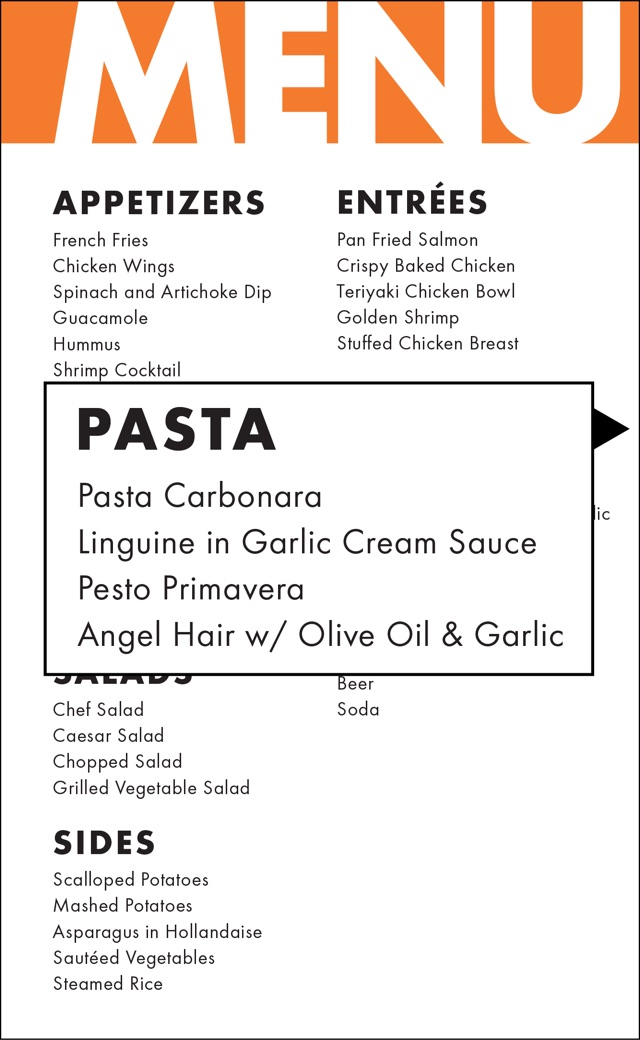 MENU
APPETIZERS
French Fries
Chicken Wings
Spinach and Artichoke Dip
Guacamole
Hummus
Shrimp Cocktail
ENTRÉES
Pan Fried Salmon
Crispy Baked Chicken
Teriyaki Chicken Bowl
Golden Shrimp
Stuffed Chicken Breast
PASTA
Pasta Carbonara
Linguine in Garlic Cream Sauce
Pesto Primavera
Angel Hair w/ Olive Oil & Garlic
SALADS
Chef Salad
Caesar Salad
Chopped Salad
Grilled Vegetable Salad
Beer
Soda
SIDES
Scalloped Potatoes
Mashed Potatoes
Asparagus in Hollandaise
Sautéed Vegetables
Steamed Rice